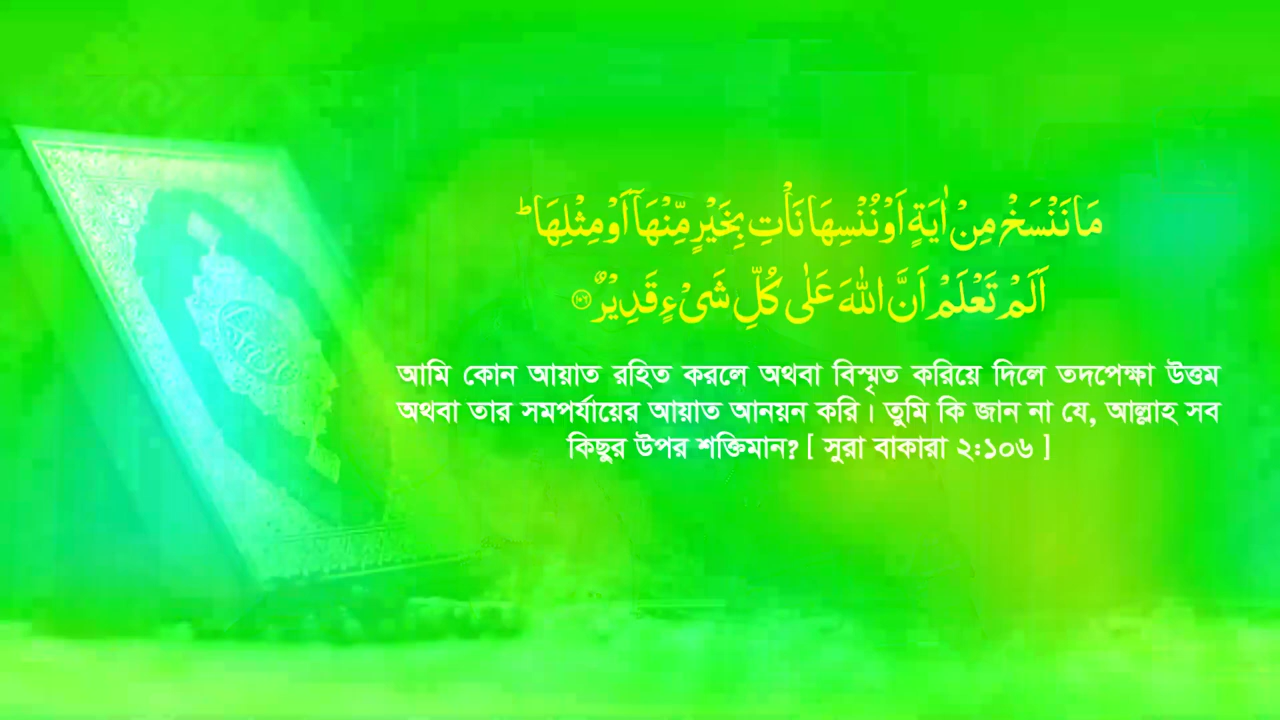 مَا نَنْسَخْ مِنْ اٰيَةٍ اَوْ نُنْسِهَا نَاْتِ بِخَيْرٍ مِّنْهَآ اَوْ مِثْلِهَا ؕ
اَلَمْ تَعْلَمْ اَنَّ اللّٰهَ عَلٰى كُلِّ شَىْءٍ قَدِيْرٌ ﴿۱۰۶﴾
আমি কোন আয়াত রহিত করলে অথবা বিস্মৃত করিয়ে দিলে তদপেক্ষা উত্তম
অথবা তার সমপর্যায়ের আয়াত আনয়ন করি। তুমি কি জান না যে, আল্লাহ সব
কিছুর উপর শক্তিমান? [ সুরা বাকারা ২:১০৬ ]